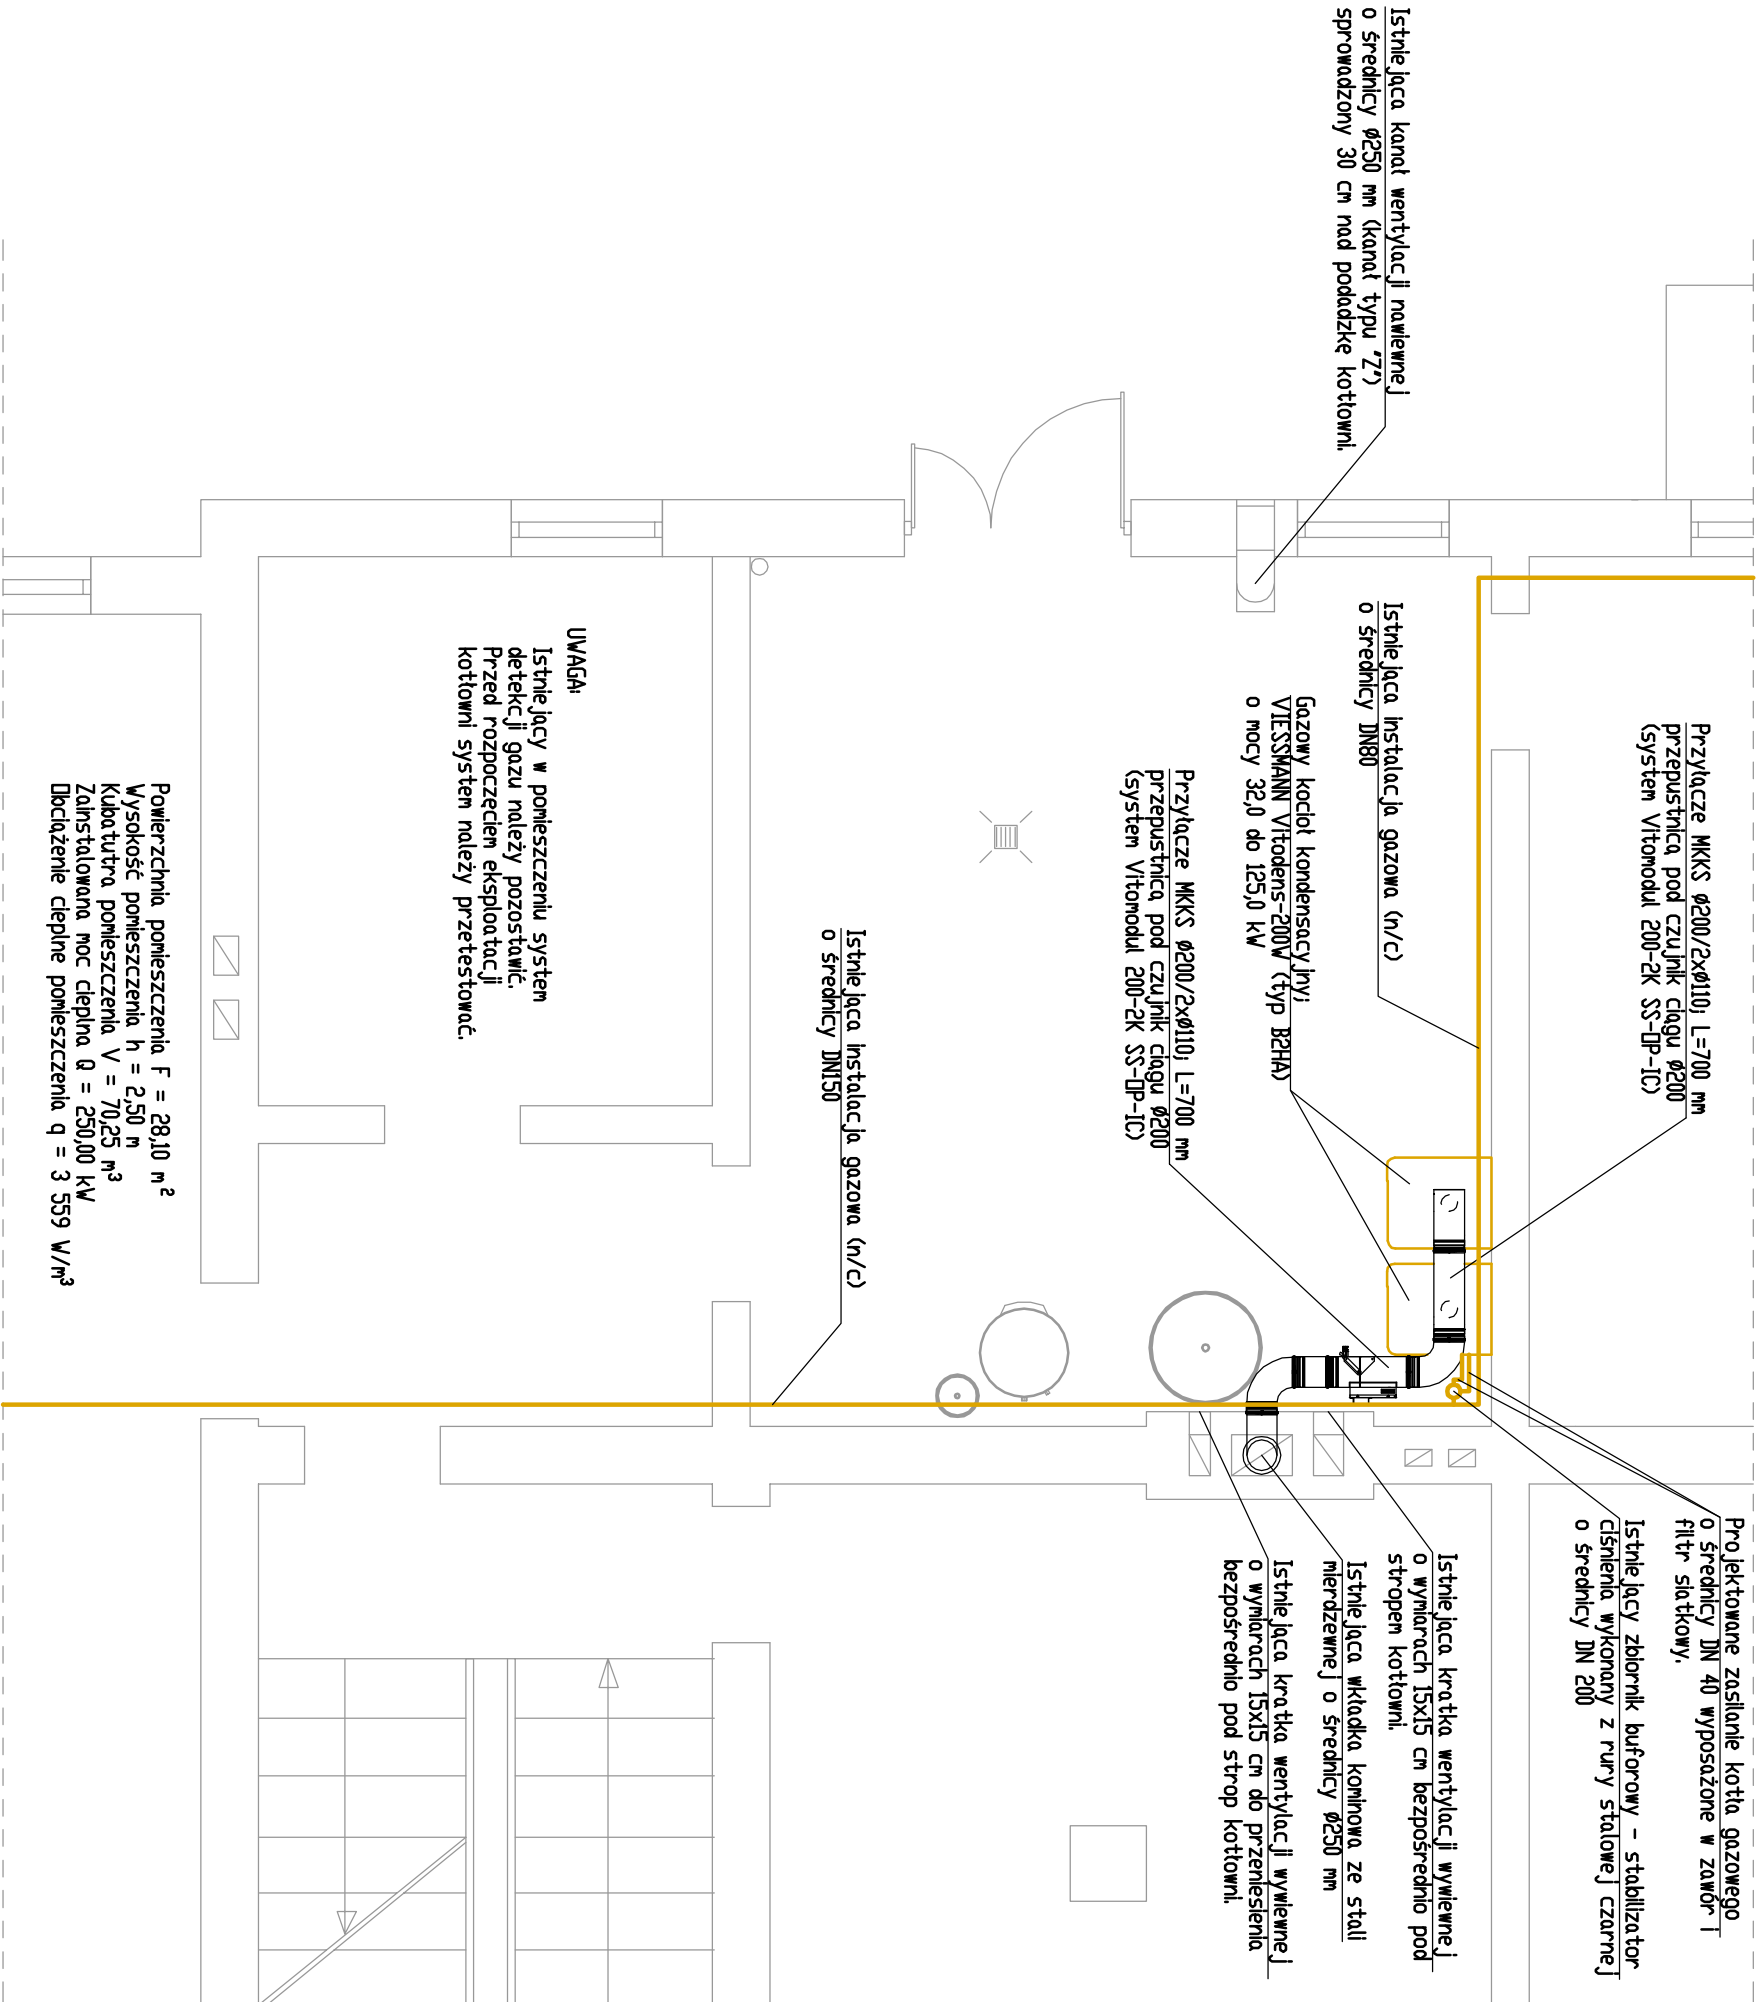 Istniejąca kanał wentylacji nawiewnej
o średnicy Ø250 mm (kanał typu "Z")
sprowadzony 30 cm nad podadzkę kotłowni.
Przyłącze MKKS Ø200/2xØ110; L=700 mm
przepustnicą pod czujnik ciągu Ø200
(system Vitomodul 200-2K SS-DP-IC)
Istniejąca instalacja gazowa (n/c)
o średnicy DN80
Gazowy kocioł kondensacyjny;
VIESSMANN Vitodens-200W (typ B2HA)
o mocy 32,0 do 125,0 kW
Przyłącze MKKS Ø200/2xØ110; L=700 mm
przepustnicą pod czujnik ciągu Ø200
(system Vitomodul 200-2K SS-DP-IC)
Istniejąca instalacja gazowa (n/c)
o średnicy DN150
UWAGA:
Istniejący w pomieszczeniu system
detekcji gazu należy pozostawić.
Przed rozpoczęciem eksploatacji
kotłowni system należy przetestować.
Powierzchnia pomieszczenia F = 28,10 m²
Wysokość pomieszczenia h = 2,50 m
Kubatutra pomieszczenia V = 70,25 m³
Zainstalowana moc cieplna Q = 250,00 kW
Obciążenie cieplne pomieszczenia q = 3 559 W/m³
Projektowane zasilanie kotła gazowego
o średnicy DN 40 wyposażone w zawór i
filtr siatkowy.
Istniejący zbiornik buforowy - stabilizator
ciśnienia wykonany z rury stalowej czarnej
o średnicy DN 200
Istniejąca kratka wentylacji wywiewnej
o wymiarach 15x15 cm bezpośrednio pod
stropem kotłowni.
Istniejąca wkładka kominowa ze stali
nierdzewnej o średnicy Ø250 mm
Istniejąca kratka wentylacji wywiewnej
o wymiarach 15x15 cm do przeniesienia
bezpośrednio pod strop kotłowni.